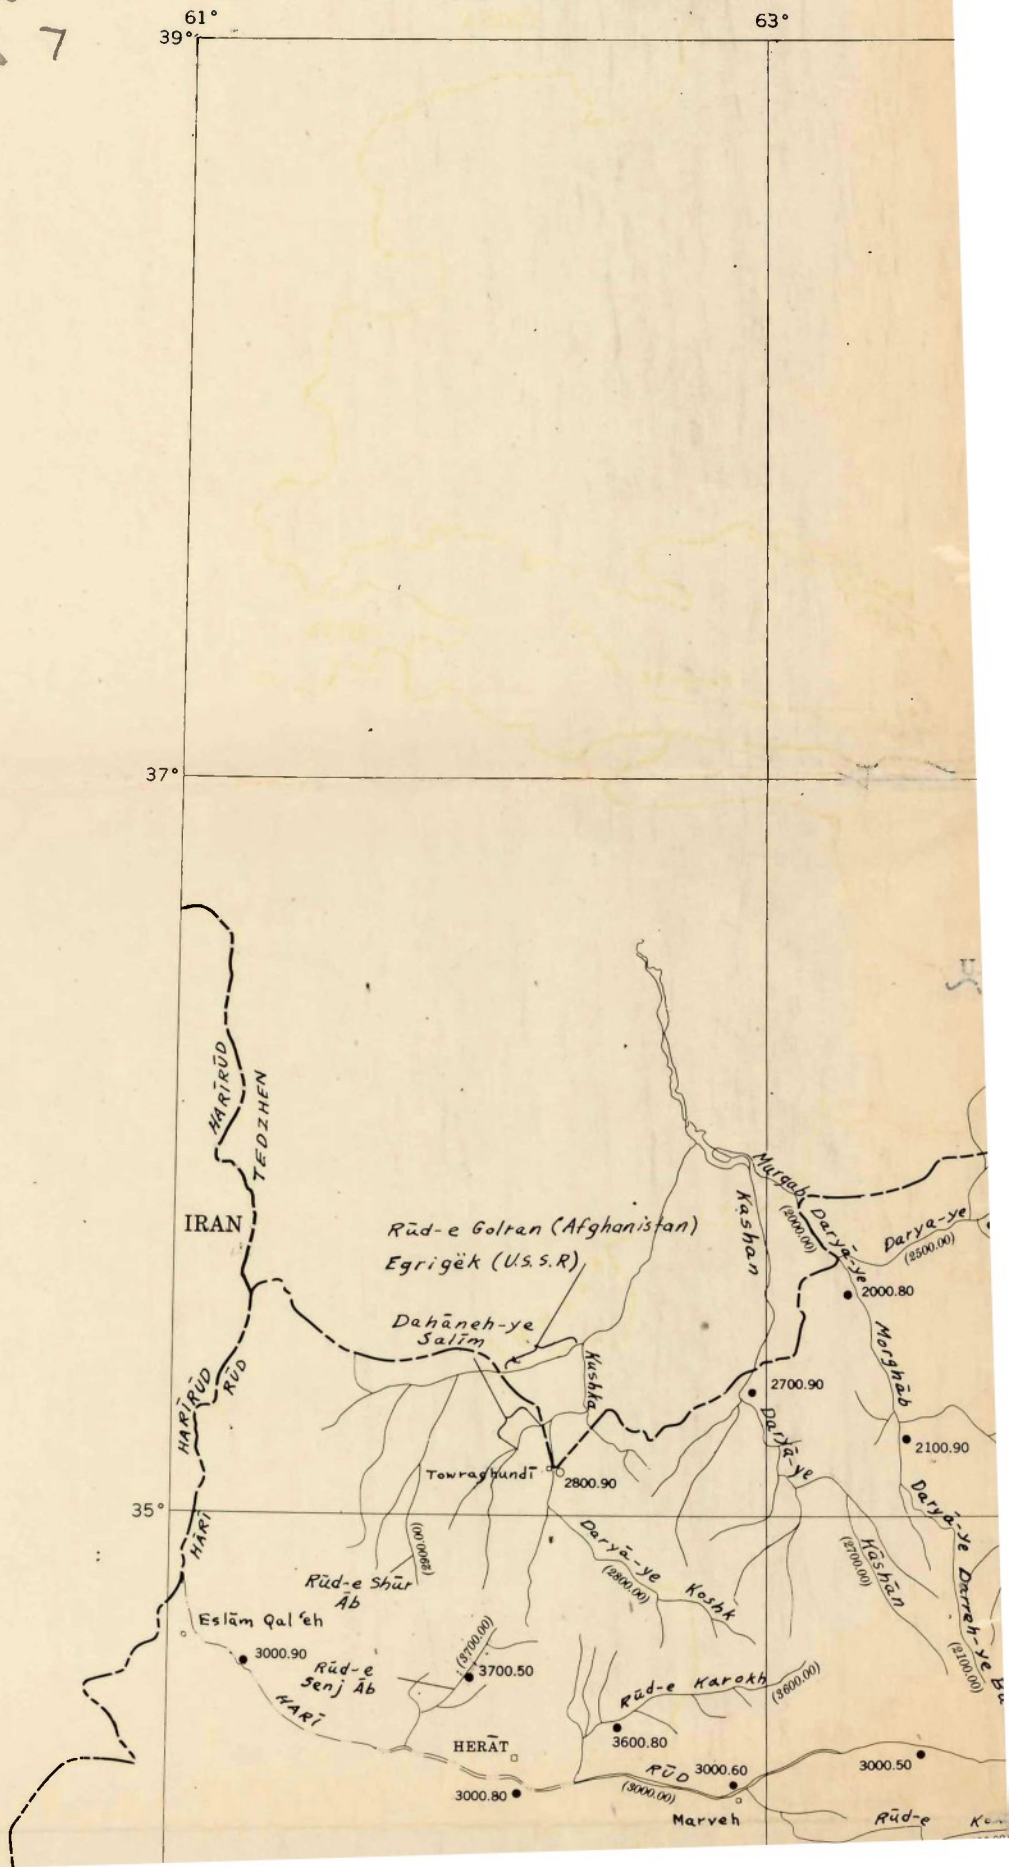 61°
63°
39°
7
37°
HARĪRŪD
TEDZHEN
IRAN
Murgab
(2000.00)
Kashan
Daryā-ye
Darya-ye
(2500.00)
Rūd-e Golran (Afghanistan)
Egrigëk (U.S.S.R)
2000.80
Dahāneh-ye
Salīm
Morghāb
Kushka
HARĪRŪD
RŪD
2700.90
Daryā-ye
2100.90
Towraghundī
2800.90
35°
Daryā-ye
HĀRĪ
(2900.00)
Daryā-ye
(2800.00)
Koshk
(2700.00)
Kāshān
Darreh-ye
(2100.00)
Rūd-e Shūr
Āb
Eslām Qal'eh
3000.90
Rūd-e
Senj Āb
(3700.00)
3700.50
Rūd-e Karokh
(3600.00)
HARĪ
3600.80
HERĀT
RŪD
3000.60
3000.50
3000.80
(3000.00)
Marveh
Rūd-e